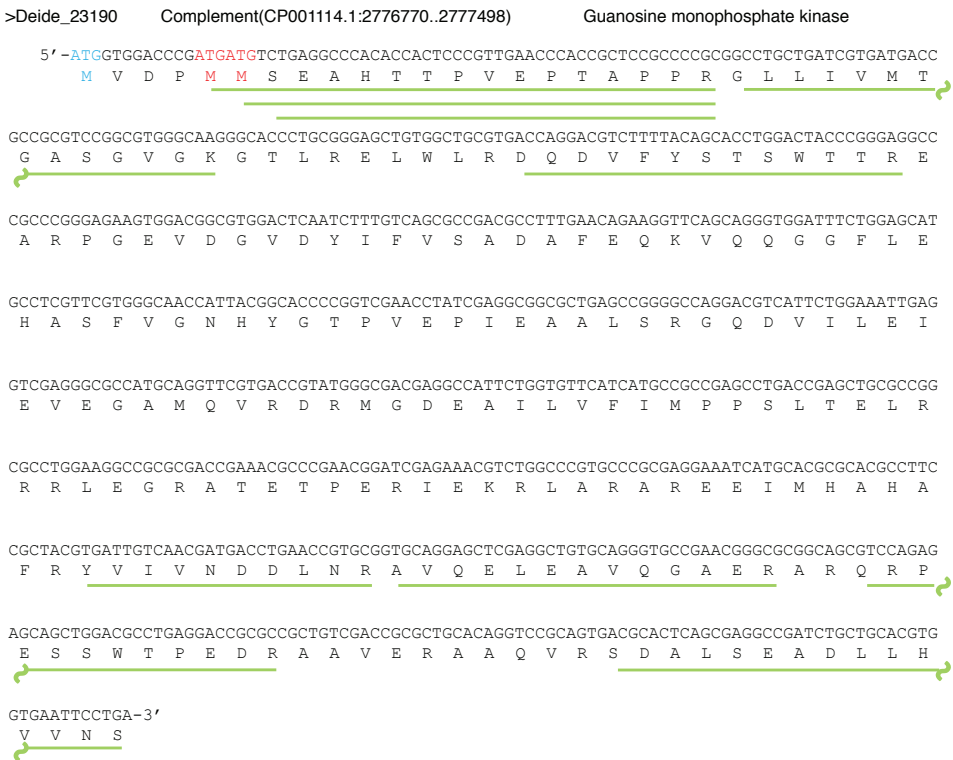 >Deide_23190 Complement(CP001114.1:2776770..2777498) Guanosine monophosphate kinase
5’-ATGGTGGACCCGATGATGTCTGAGGCCCACACCACTCCCGTTGAACCCACCGCTCCGCCCCGCGGCCTGCTGATCGTGATGACC
M V D P M M S E A H T T P V E P T A P P R G L L I V M T
GCCGCGTCCGGCGTGGGCAAGGGCACCCTGCGGGAGCTGTGGCTGCGTGACCAGGACGTCTTTTACAGCACCTGGACTACCCGGGAGGCC
G A S G V G K G T L R E L W L R D Q D V F Y S T S W T T R E
CGCCCGGGAGAAGTGGACGGCGTGGACTCAATCTTTGTCAGCGCCGACGCCTTTGAACAGAAGGTTCAGCAGGGTGGATTTCTGGAGCAT
A R P G E V D G V D Y I F V S A D A F E Q K V Q Q G G F L E
GCCTCGTTCGTGGGCAACCATTACGGCACCCCGGTCGAACCTATCGAGGCGGCGCTGAGCCGGGGCCAGGACGTCATTCTGGAAATTGAG
H A S F V G N H Y G T P V E P I E A A L S R G Q D V I L E I
GTCGAGGGCGCCATGCAGGTTCGTGACCGTATGGGCGACGAGGCCATTCTGGTGTTCATCATGCCGCCGAGCCTGACCGAGCTGCGCCGG
E V E G A M Q V R D R M G D E A I L V F I M P P S L T E L R
CGCCTGGAAGGCCGCGCGACCGAAACGCCCGAACGGATCGAGAAACGTCTGGCCCGTGCCCGCGAGGAAATCATGCACGCGCACGCCTTC
R R L E G R A T E T P E R I E K R L A R A R E E I M H A H A
CGCTACGTGATTGTCAACGATGACCTGAACCGTGCGGTGCAGGAGCTCGAGGCTGTGCAGGGTGCCGAACGGGCGCGGCAGCGTCCAGAG
F R Y V I V N D D L N R A V Q E L E A V Q G A E R A R Q R P
AGCAGCTGGACGCCTGAGGACCGCGCCGCTGTCGACCGCGCTGCACAGGTCCGCAGTGACGCACTCAGCGAGGCCGATCTGCTGCACGTG
E S S W T P E D R A A V E R A A Q V R S D A L S E A D L L H
GTGAATTCCTGA-3’
V V N S